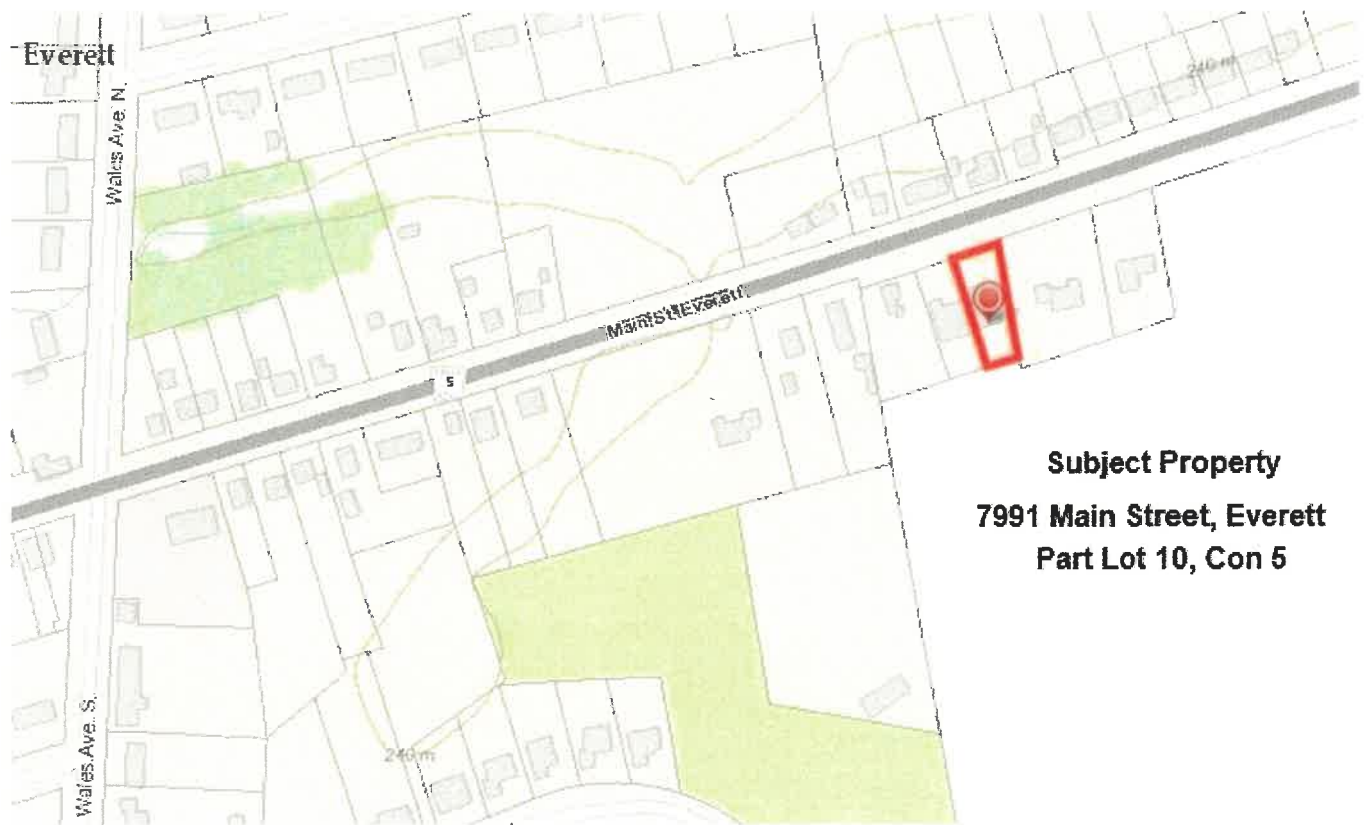 Everett
Wales Ave. N.
240 m
Main St. Everett
5
Subject Property
7991 Main Street, Everett
Part Lot 10, Con 5
240 m
Wales Ave. S.